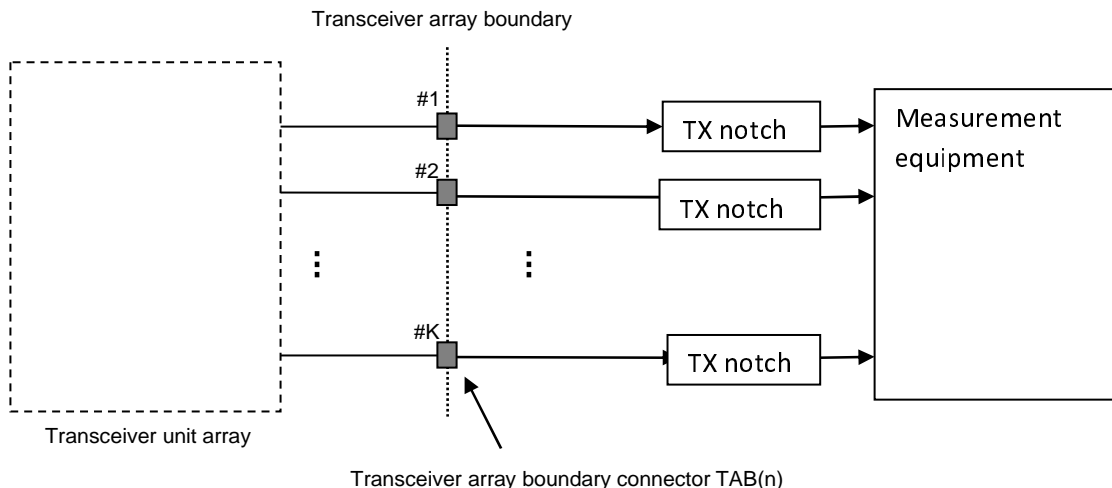 Transceiver array boundary
#1
TX notch
Measurement
equipment
#2
TX notch
#K
TX notch
Transceiver unit array
Transceiver array boundary connector TAB(n)